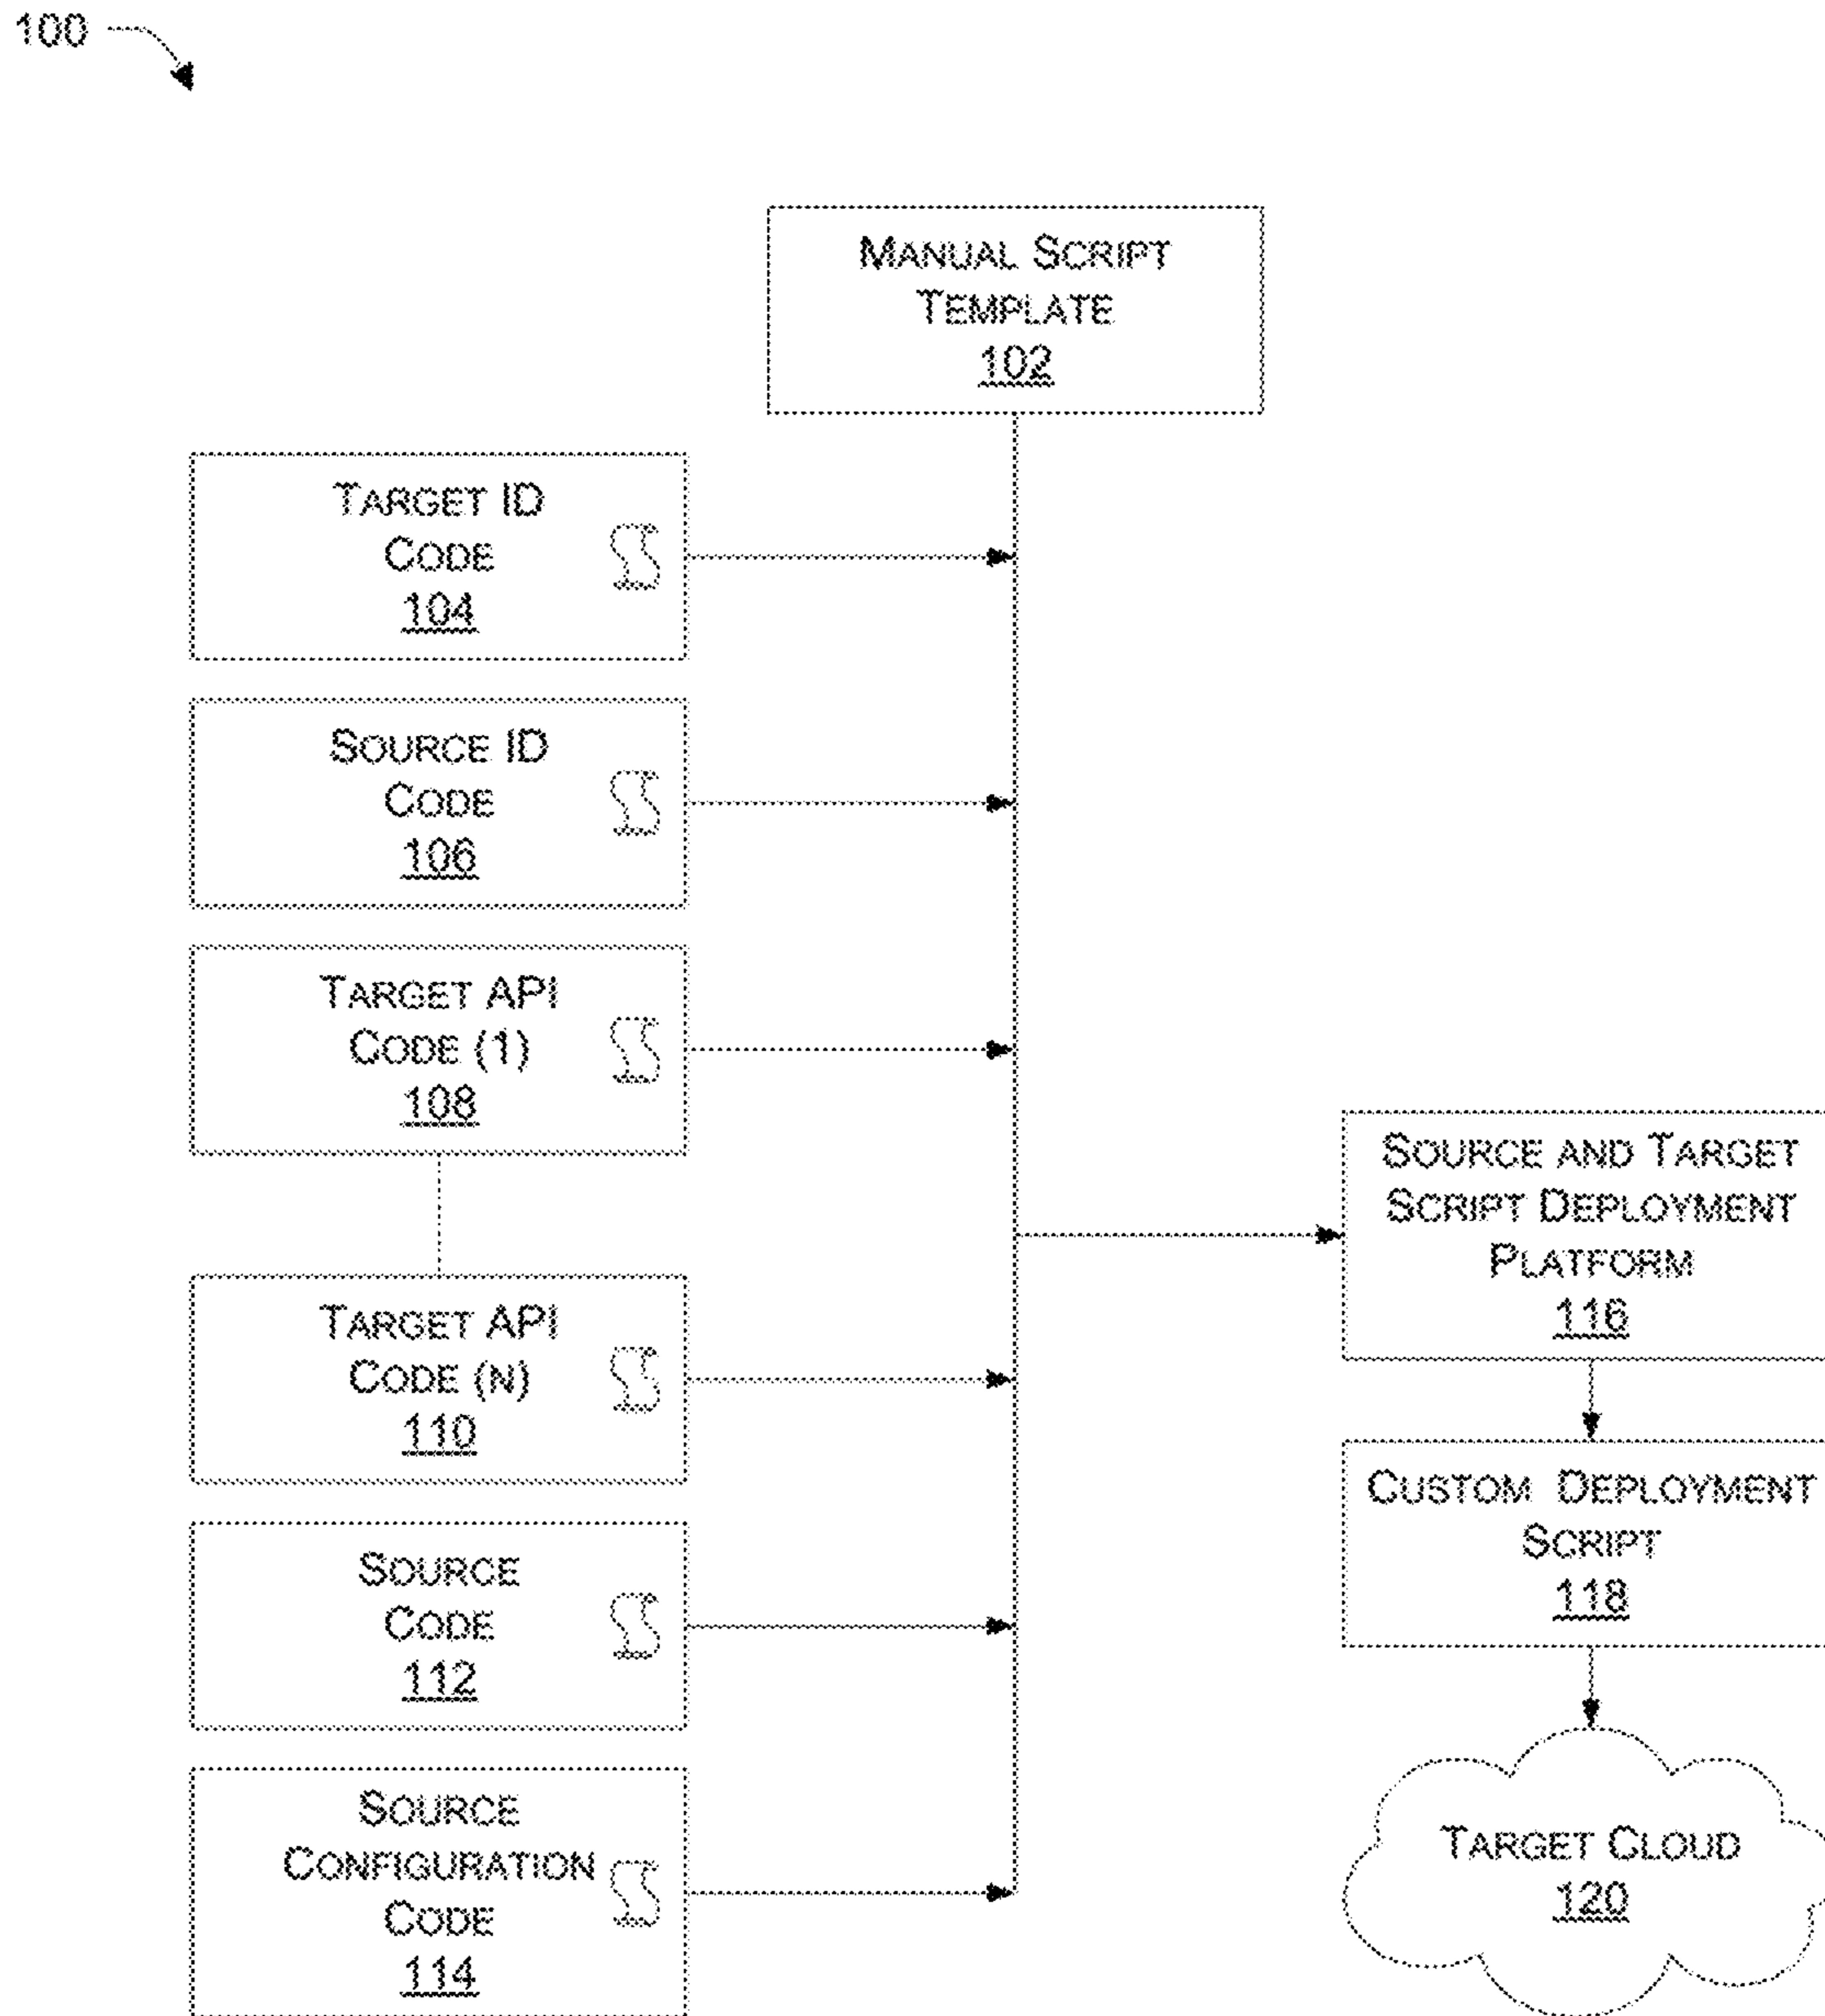 100
MANUAL SCRIPT
TEMPLATE
102
TARGET ID
CODE
104
SOURCE ID
CODE
106
TARGET API
CODE (1)
108
TARGET API
CODE (N)
110
SOURCE
CODE
112
SOURCE
CONFIGURATION
CODE
114
SOURCE AND TARGET
SCRIPT DEPLOYMENT
PLATFORM
116
CUSTOM DEPLOYMENT
SCRIPT
118
TARGET CLOUD
120